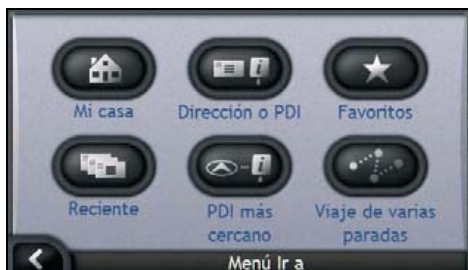 Mi casa
Dirección o PDI
Favoritos
Reciente
PDI más
cercano
Viaje de varias
paradas
Menú Ir a